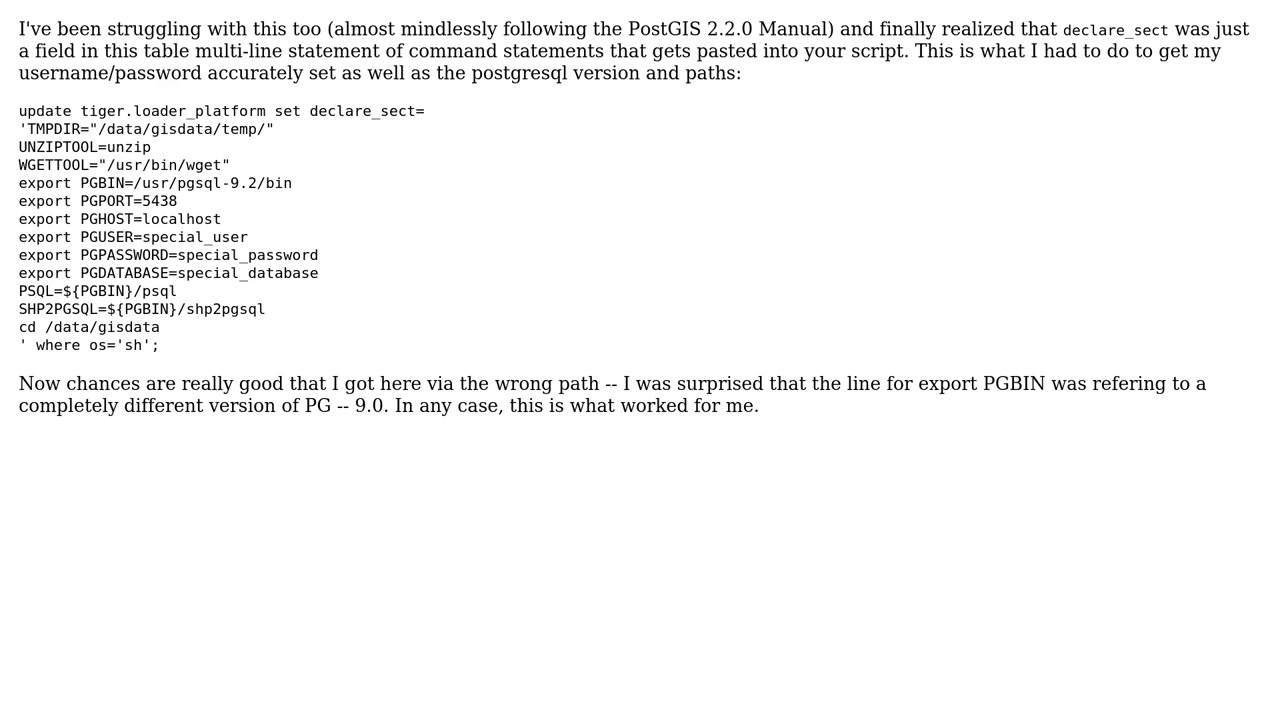 I've been struggling with this too (almost mindlessly following the PostGIS 2.2.0 Manual) and finally realized that declare_sect was just
a field in this table multi-line statement of command statements that gets pasted into your script. This is what I had to do to get my
username/password accurately set as well as the postgresql version and paths:
update tiger.loader_platform set declare_sect=
'TMPDIR="/data/gisdata/temp/"
UNZIPTOOL=unzip
WGETTOOL="/usr/bin/wget"
export PGBIN=/usr/pgsql-9.2/bin
export PGPORT=5438
export PGHOST=localhost
export PGUSER=special_user
export PGPASSWORD=special_password
export PGDATABASE=special_database
PSQL=${PGBIN}/psql
SHP2PGSQL=${PGBIN}/shp2pgsql
cd /data/gisdata
' where os='sh';
Now chances are really good that I got here via the wrong path -- I was surprised that the line for export PGBIN was refering to a
completely different version of PG -- 9.0. In any case, this is what worked for me.